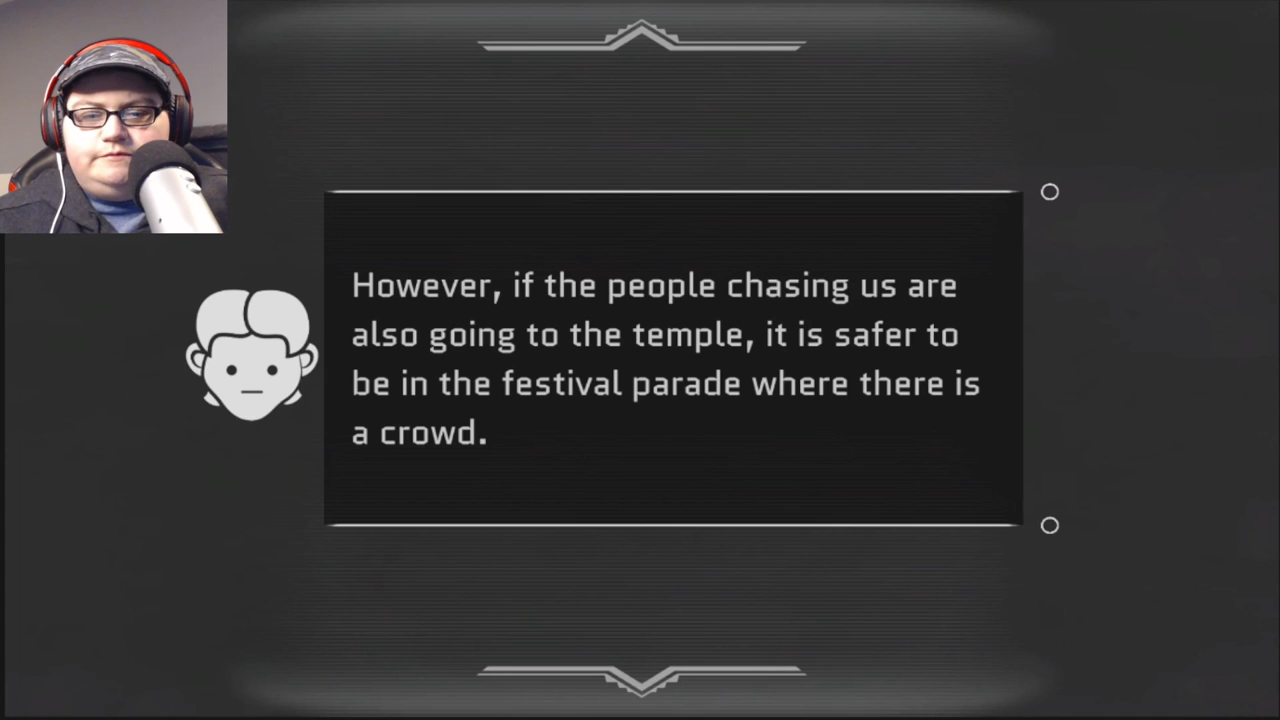 However, if the people chasing us are
also going to the temple, it is safer to
be in the festival parade where there is
a crowd.